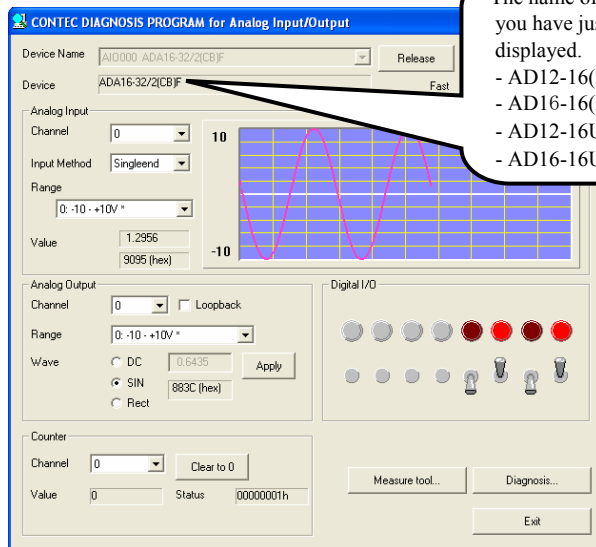 CONTEC DIAGNOSIS PROGRAM for Analog Input/Output
you have jus
displayed.
- AD12-16(
- AD16-16(
- AD12-16U
- AD16-16U
Device Name AIO000 ADA16-32/2(CB)F Release
Device ADA16-32/2(CB)F Fast
Analog Input
Channel 0
Input Method Singleend
Range
0: -10 - +10V *
Value 1.2956
9095 (hex)
10
-10
Analog Output
Channel 0 Loopback
Range 0: -10 - +10V *
Wave DC 0.6435 Apply
SIN 883C (hex)
Rect
Digital I/O
Counter
Channel 0 Clear to 0
Value 0 Status 00000001h
Measure tool... Diagnosis...
Exit